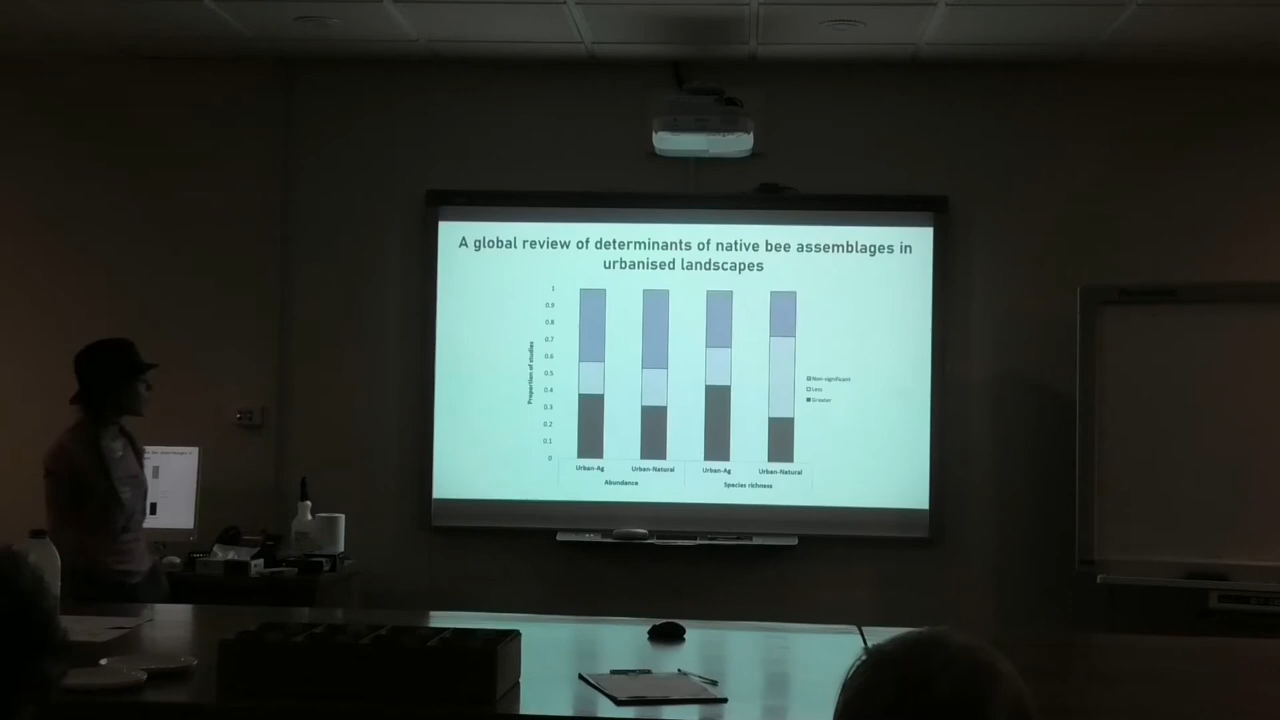 A global review of determinants of native bee assemblages in
urbanised landscapes
1
0.9
0.8
0.7
0.6
0.5
0.4
0.3
0.2
0.1
0
Proportion of studies
Urban-Ag
Urban-Natural
Urban-Ag
Urban-Natural
Abundance
Species richness
Non-significant
Less
Greater